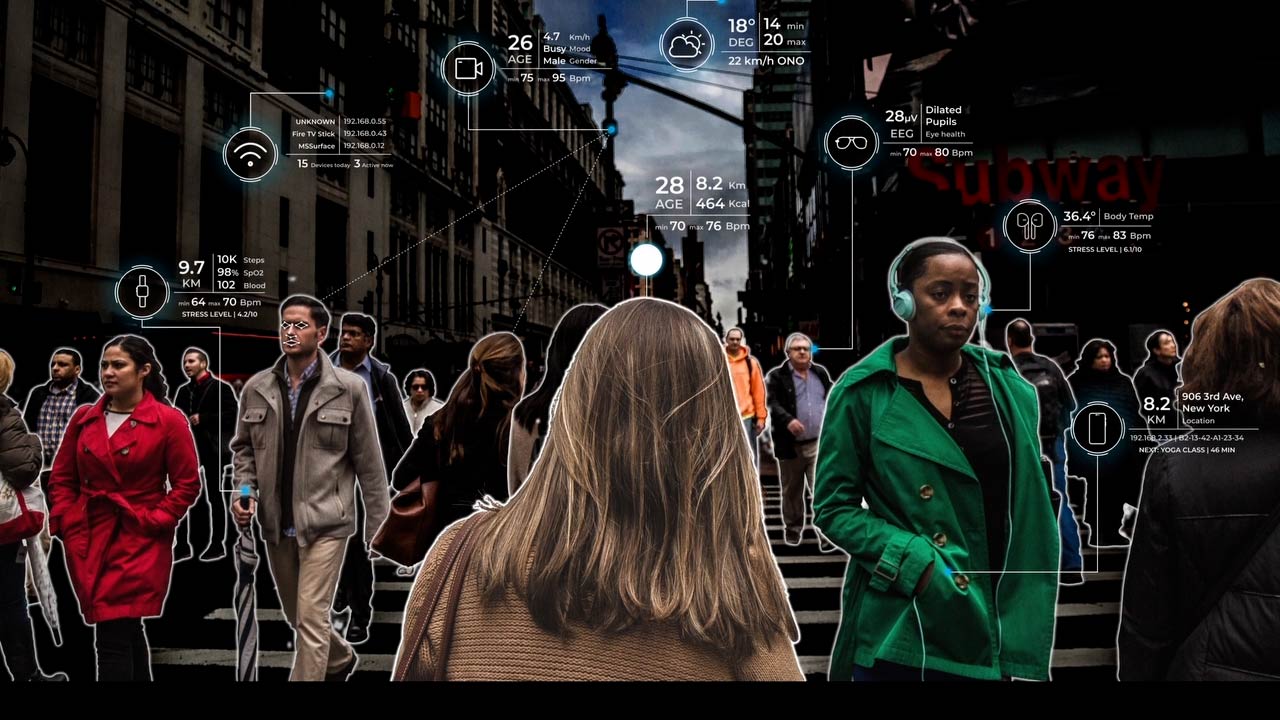 18° 14 min
DEG 20 max
22 km/h ONO
26 4.7 Km/h
AGE Busy Mood
Male Gender
min 75 max 95 Bpm
UNKNOWN 192.168.0.55
Fire TV Stick 192.168.0.43
MSSurface 192.168.0.12
15 Devices today 3 Active now
28µV Dilated
Pupils
EEG Eye health
min 70 max 80 Bpm
Subway
28 8.2 Km
AGE 464 Kcal
min 70 max 76 Bpm
36.4° Body Temp
min 76 max 83 Bpm
STRESS LEVEL | 6.1/10
9.7 10K Steps
KM 98% SpO2
102 Blood
min 64 max 70 Bpm
STRESS LEVEL | 4.2/10
8.2 906 3rd Ave,
New York
KM Location
192.168.2.33 | B2-13-42-A1-23-34
NEXT: YOGA CLASS | 46 MIN